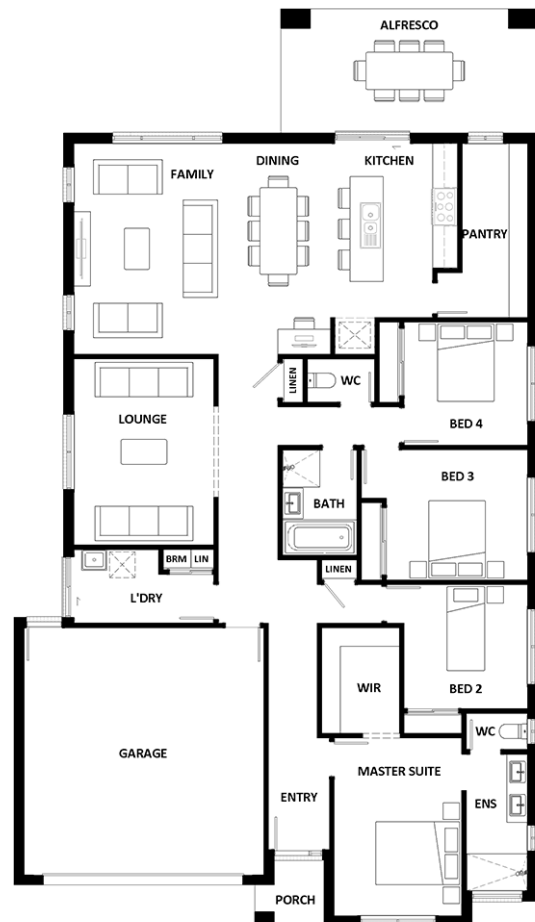 ALFRESCO
FAMILY
DINING
KITCHEN
PANTRY
LINEN
WC
LOUNGE
BED 4
BED 3
BATH
BRM
LIN
LINEN
L'DRY
WIR
BED 2
WC
GARAGE
MASTER SUITE
ENTRY
ENS
PORCH